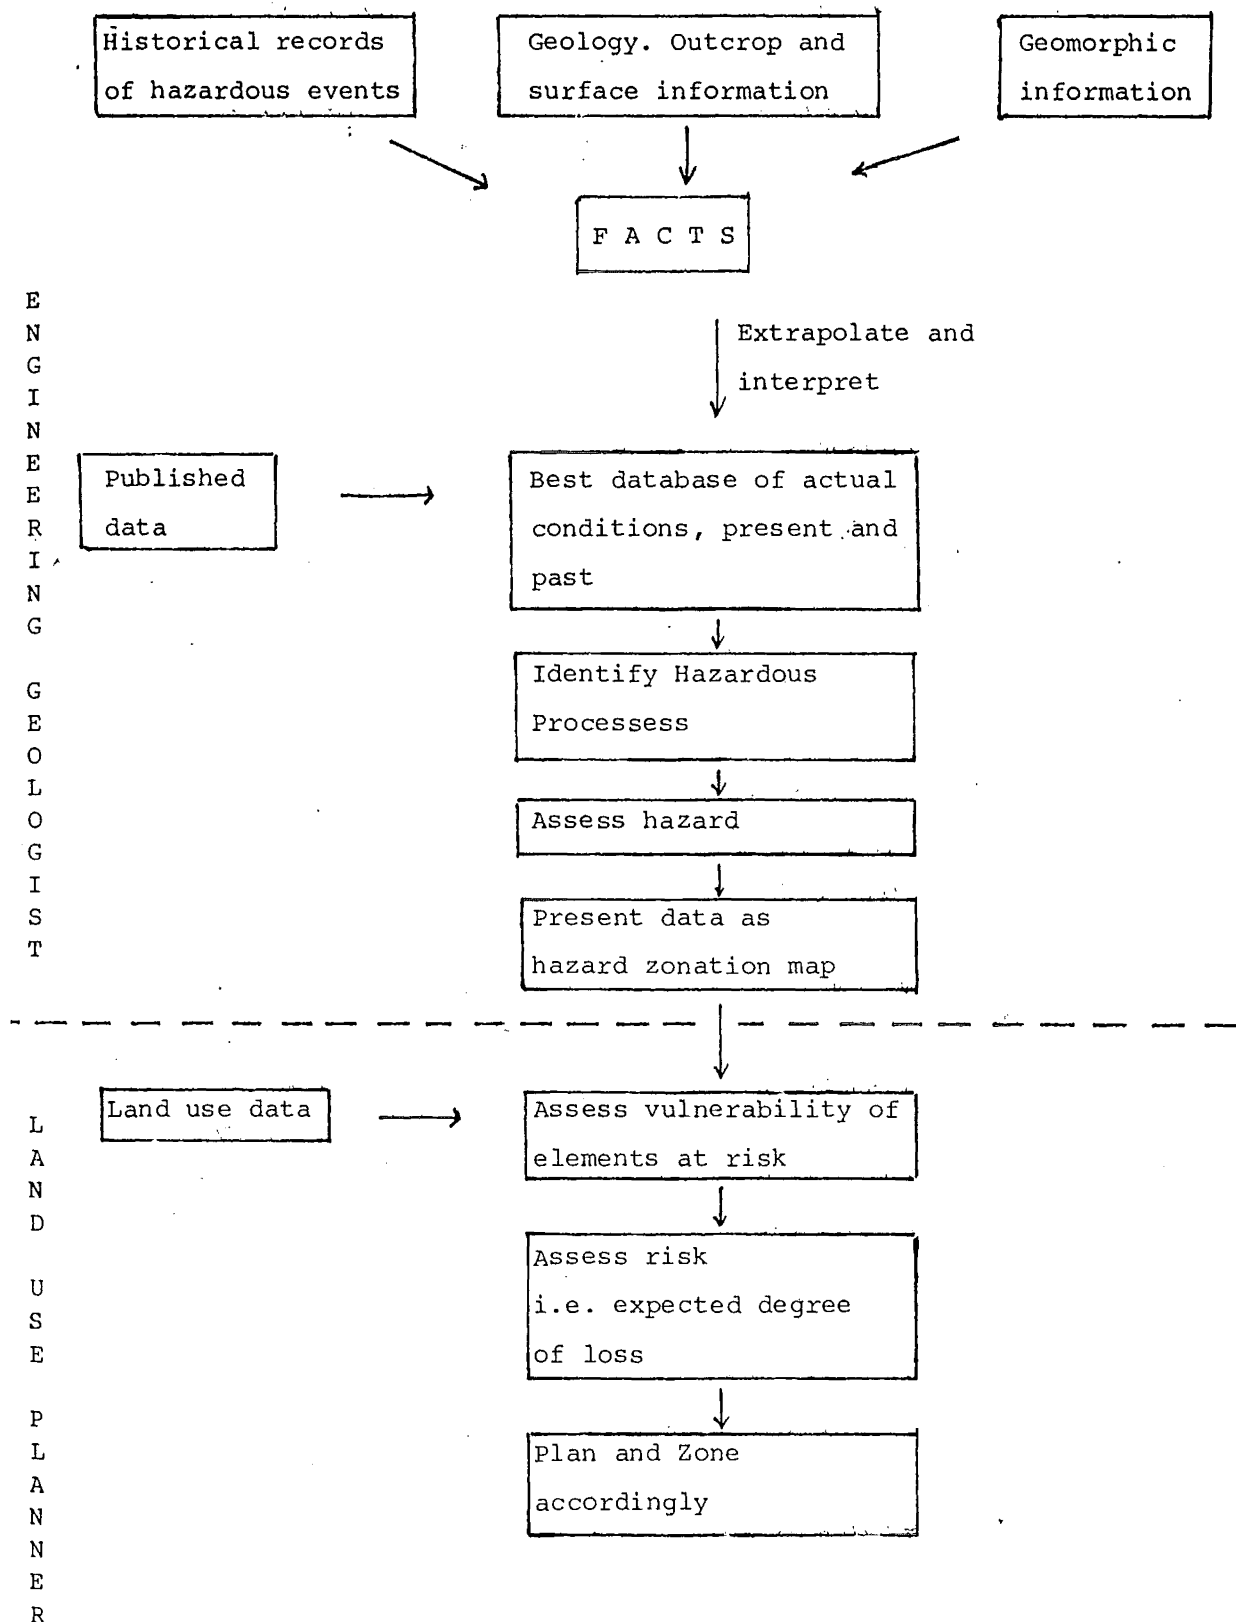 Historical records
of hazardous events
Geology. Outcrop and
surface information
Geomorphic
information
F A C T S
Extrapolate and
interpret
E
N
G
I
N
E
E
R
I
N
G
G
E
O
L
O
G
I
S
T
Published
data
Best database of actual
conditions, present and
past
Identify Hazardous
Processess
Assess hazard
Present data as
hazard zonation map
L
A
N
D
U
S
E
P
L
A
N
N
E
R
Land use data
Assess vulnerability of
elements at risk
Assess risk
i.e. expected degree
of loss
Plan and Zone
accordingly